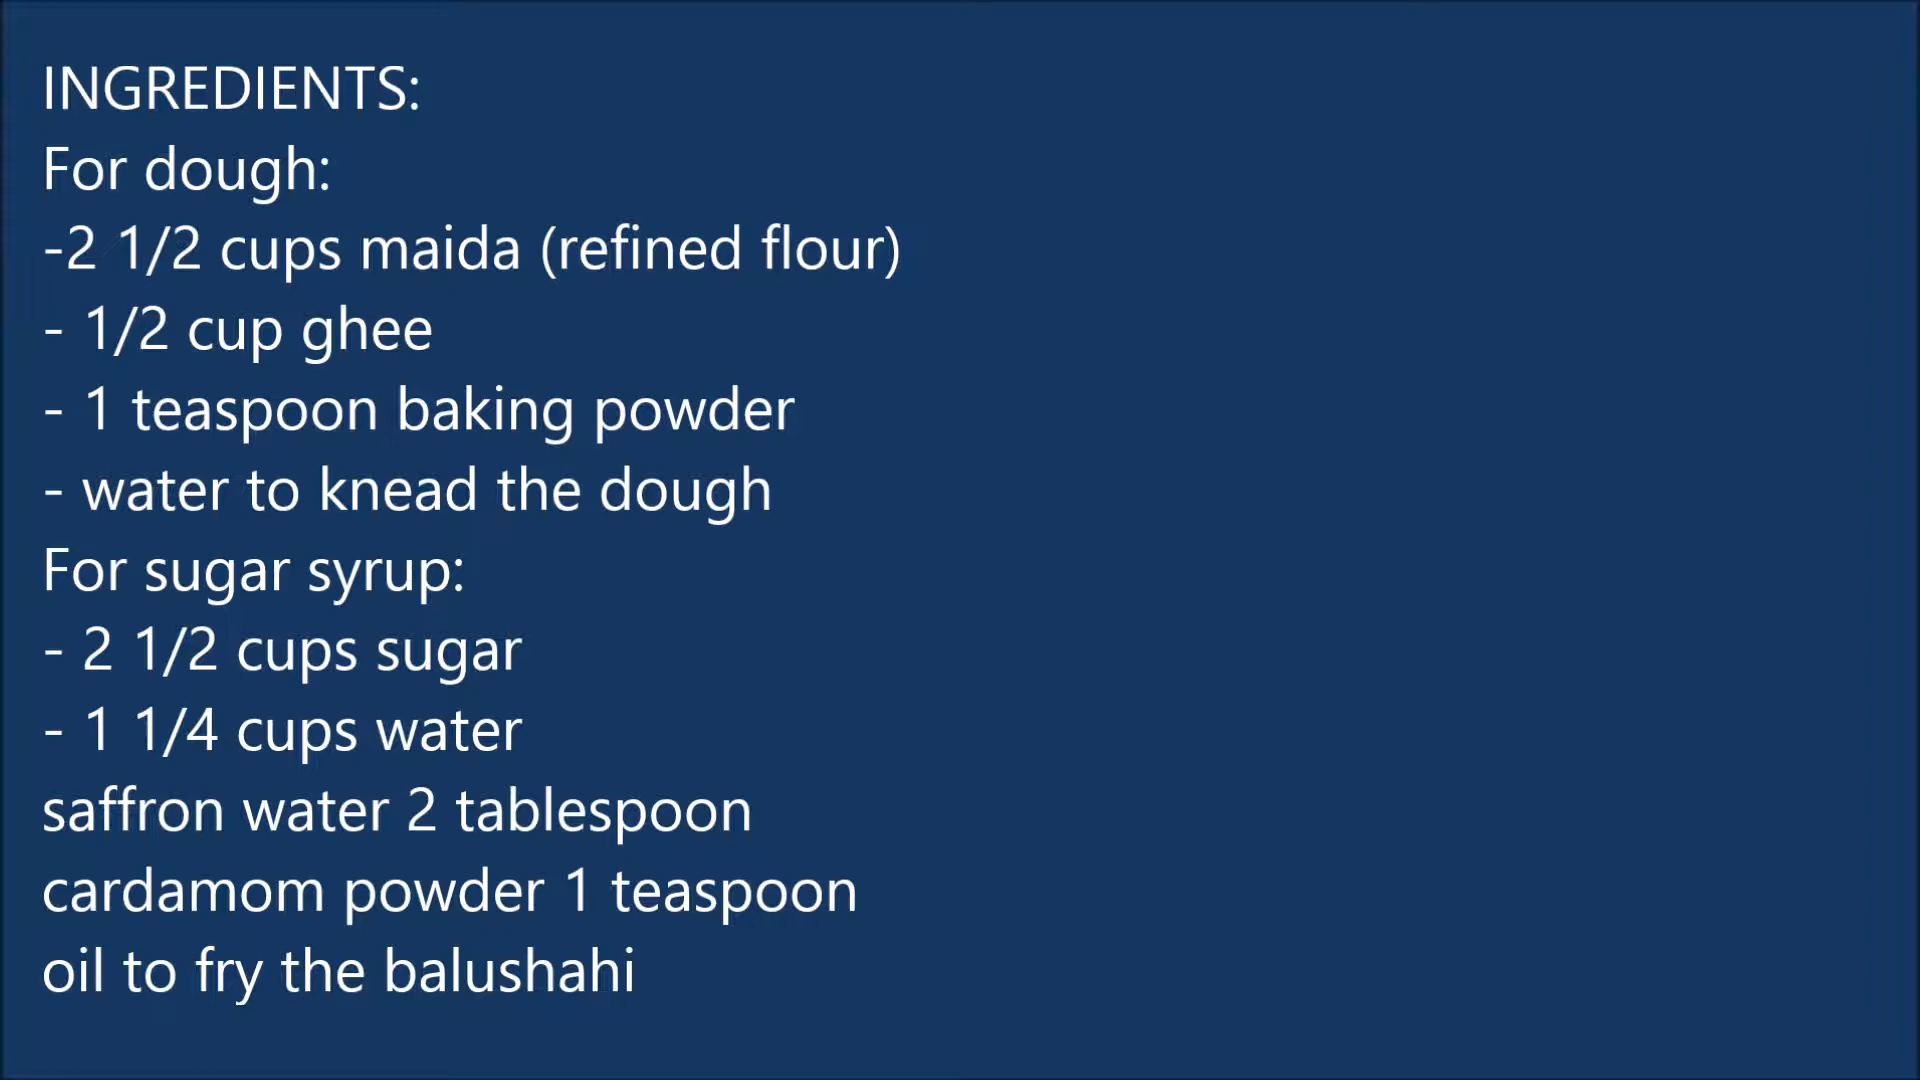 INGREDIENTS:
For dough:
-2 1/2 cups maida (refined flour)
- 1/2 cup ghee
- 1 teaspoon baking powder
- water to knead the dough
For sugar syrup:
- 2 1/2 cups sugar
- 1 1/4 cups water
saffron water 2 tablespoon
cardamom powder 1 teaspoon
oil to fry the balushahi